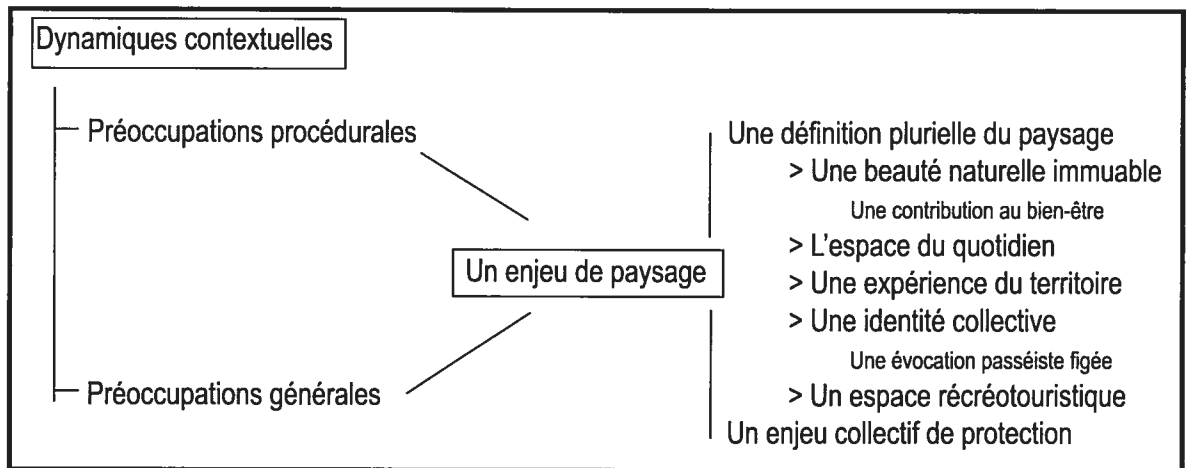 Dynamiques contextuelles
Préoccupations procédurales
Préoccupations générales
Un enjeu de paysage
Une définition plurielle du paysage
> Une beauté naturelle immuable
Une contribution au bien-être
> L'espace du quotidien
> Une expérience du territoire
> Une identité collective
Une évocation passéiste figée
> Un espace récréotouristique
Un enjeu collectif de protection